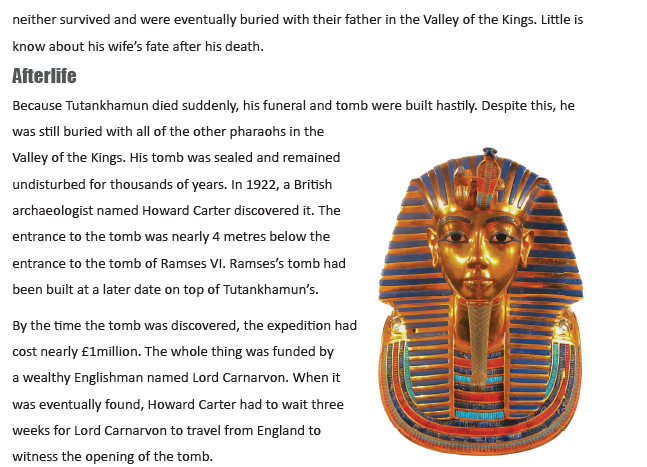 neither survived and were eventually buried with their father in the Valley of the Kings. Little is
know about his wife's fate after his death.
Afterlife
Because Tutankhamun died suddenly, his funeral and tomb were built hastily. Despite this, he
was still buried with all of the other pharaohs in the
Valley of the Kings. His tomb was sealed and remained
undisturbed for thousands of years. In 1922, a British
archaeologist named Howard Carter discovered it. The
entrance to the tomb was nearly 4 metres below the
entrance to the tomb of Ramses VI. Ramses's tomb had
been built at a later date on top of Tutankhamun's.
By the time the tomb was discovered, the expedition had
cost nearly £1million. The whole thing was funded by
a wealthy Englishman named Lord Carnarvon. When it
was eventually found, Howard Carter had to wait three
weeks for Lord Carnarvon to travel from England to
witness the opening of the tomb.